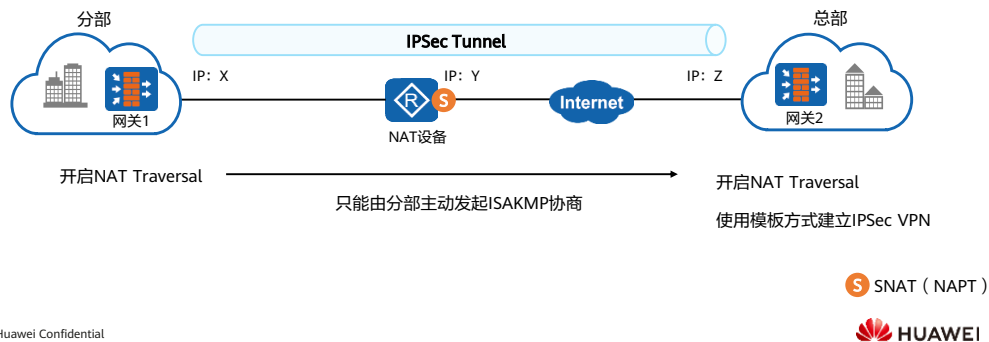 分部
总部
IPSec Tunnel
IP：X
IP：Y
IP：Z
R
S
Internet
网关1
NAT设备
网关2
开启NAT Traversal
只能由分部主动发起ISAKMP协商
开启NAT Traversal
使用模板方式建立IPSec VPN
S SNAT（NAPT）
Huawei Confidential
HUAWEI